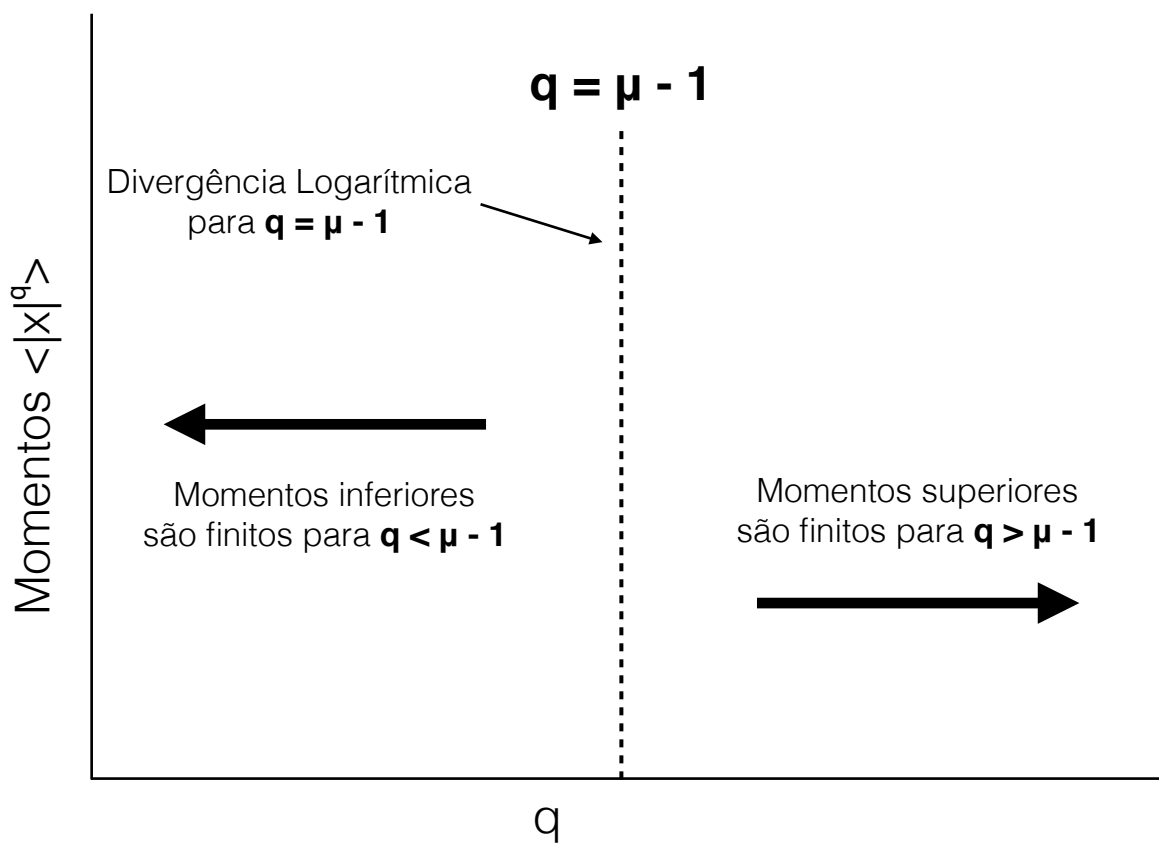 q = µ - 1
Divergência Logarítmica
para q = µ - 1
Momentos <|x|^q>
Momentos inferiores
são finitos para q < µ - 1
Momentos superiores
são finitos para q > µ - 1
q